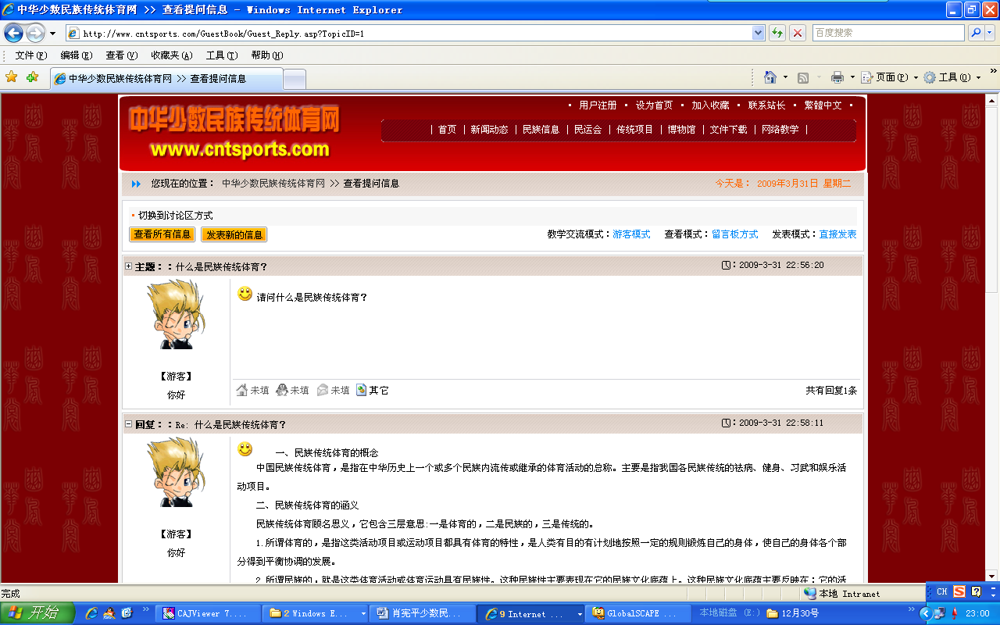 中华少数民族传统体育网 >> 查看提问信息 - Windows Internet Explorer
http://www.cntsports.com/GuestBook/Guest_Reply.asp?TopicID=1
百度搜索
文件(F) 编辑(E) 查看(V) 收藏夹(A) 工具(T) 帮助(H)
中华少数民族传统体育网 >> 查看提问信息
页面(P) 工具(O)
中华少数民族传统体育网
www.cntsports.com
用户注册 设为首页 加入收藏 联系站长 繁體中文
| 首页 | 新闻动态 | 民族信息 | 民运会 | 传统项目 | 博物馆 | 文件下载 | 网络教学 |
您现在的位置： 中华少数民族传统体育网 >> 查看提问信息
今天是： 2009年3月31日 星期二
切换到讨论区方式
查看所有信息 发表新的信息
教学交流模式：游客模式 查看模式：留言板方式 发表模式：直接发表
主题：：什么是民族传统体育？
：2009-3-31 22:56:20
请问什么是民族传统体育？
【游客】
你好
未填 未填 未填 其它
共有回复1条
回复：：Re: 什么是民族传统体育？
：2009-3-31 22:58:11
一、民族传统体育的概念
中国民族传统体育，是指在中华历史上一个或多个民族内流传或继承的体育活动的总称。主要是指我国各民族传统的祛病、健身、习武和娱乐活
动项目。
二、民族传统体育的涵义
民族传统体育顾名思义，它包含三层意思:一是体育的，二是民族的，三是传统的。
1.所谓体育的，是指这类活动项目或运动项目都具有体育的特性，是人类有目的有计划地按照一定的规则锻炼自己的身体，使自己的身体各个部
分得到平衡协调的发展。
2.所谓民族的，就是这类体育活动或体育运动具有民族性。这种民族性主要表现在它的民族文化底蕴上。这种民族文化底蕴主要反映在：它的活
【游客】
你好
完成
本地 Intranet
CH
开始
CAJViewer 7....
2 Windows E...
肖宪平少数民...
9 Internet ...
GlobalSCAPE ...
本地磁盘 (E:)
12月30号
23:00